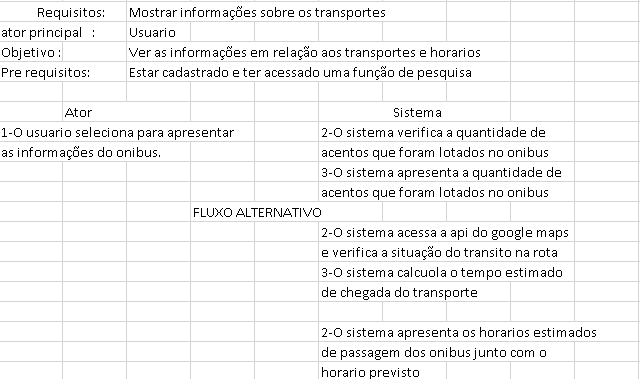 Requisitos: Mostrar informações sobre os transportes
ator principal : Usuario
Objetivo : Ver as informações em relação aos transportes e horarios
Pre requisitos: Estar cadastrado e ter acessado uma função de pesquisa
Ator Sistema
1-O usuario seleciona para apresentar
as informações do onibus.
2-O sistema verifica a quantidade de
acentos que foram lotados no onibus
3-O sistema apresenta a quantidade de
acentos que foram lotados no onibus
FLUXO ALTERNATIVO
2-O sistema acessa a api do google maps
e verifica a situação do transito na rota
3-O sistema calcuola o tempo estimado
de chegada do transporte
2-O sistema apresenta os horarios estimados
de passagem dos onibus junto com o
horario previsto